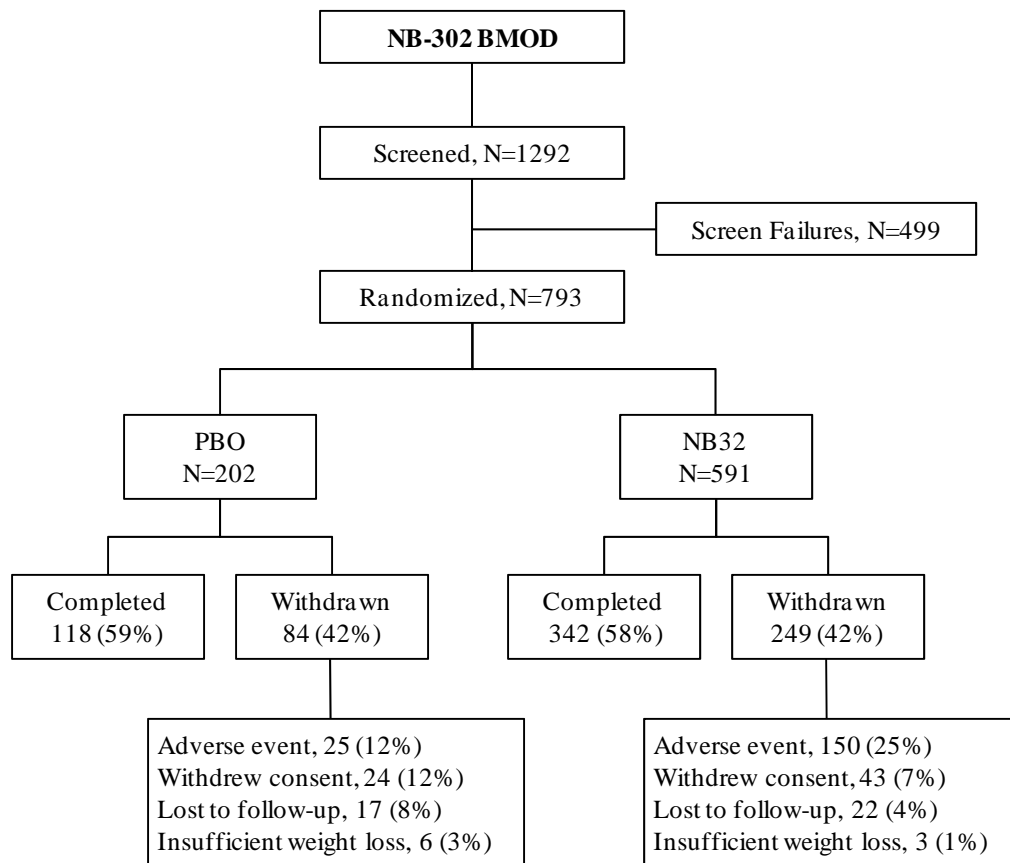 NB-302 BMOD
Screened, N=1292
Screen Failures, N=499
Randomized, N=793
PBO
N=202
NB32
N=591
Completed
118 (59%)
Withdrawn
84 (42%)
Completed
342 (58%)
Withdrawn
249 (42%)
Adverse event, 25 (12%)
Withdrew consent, 24 (12%)
Lost to follow-up, 17 (8%)
Insufficient weight loss, 6 (3%)
Adverse event, 150 (25%)
Withdrew consent, 43 (7%)
Lost to follow-up, 22 (4%)
Insufficient weight loss, 3 (1%)